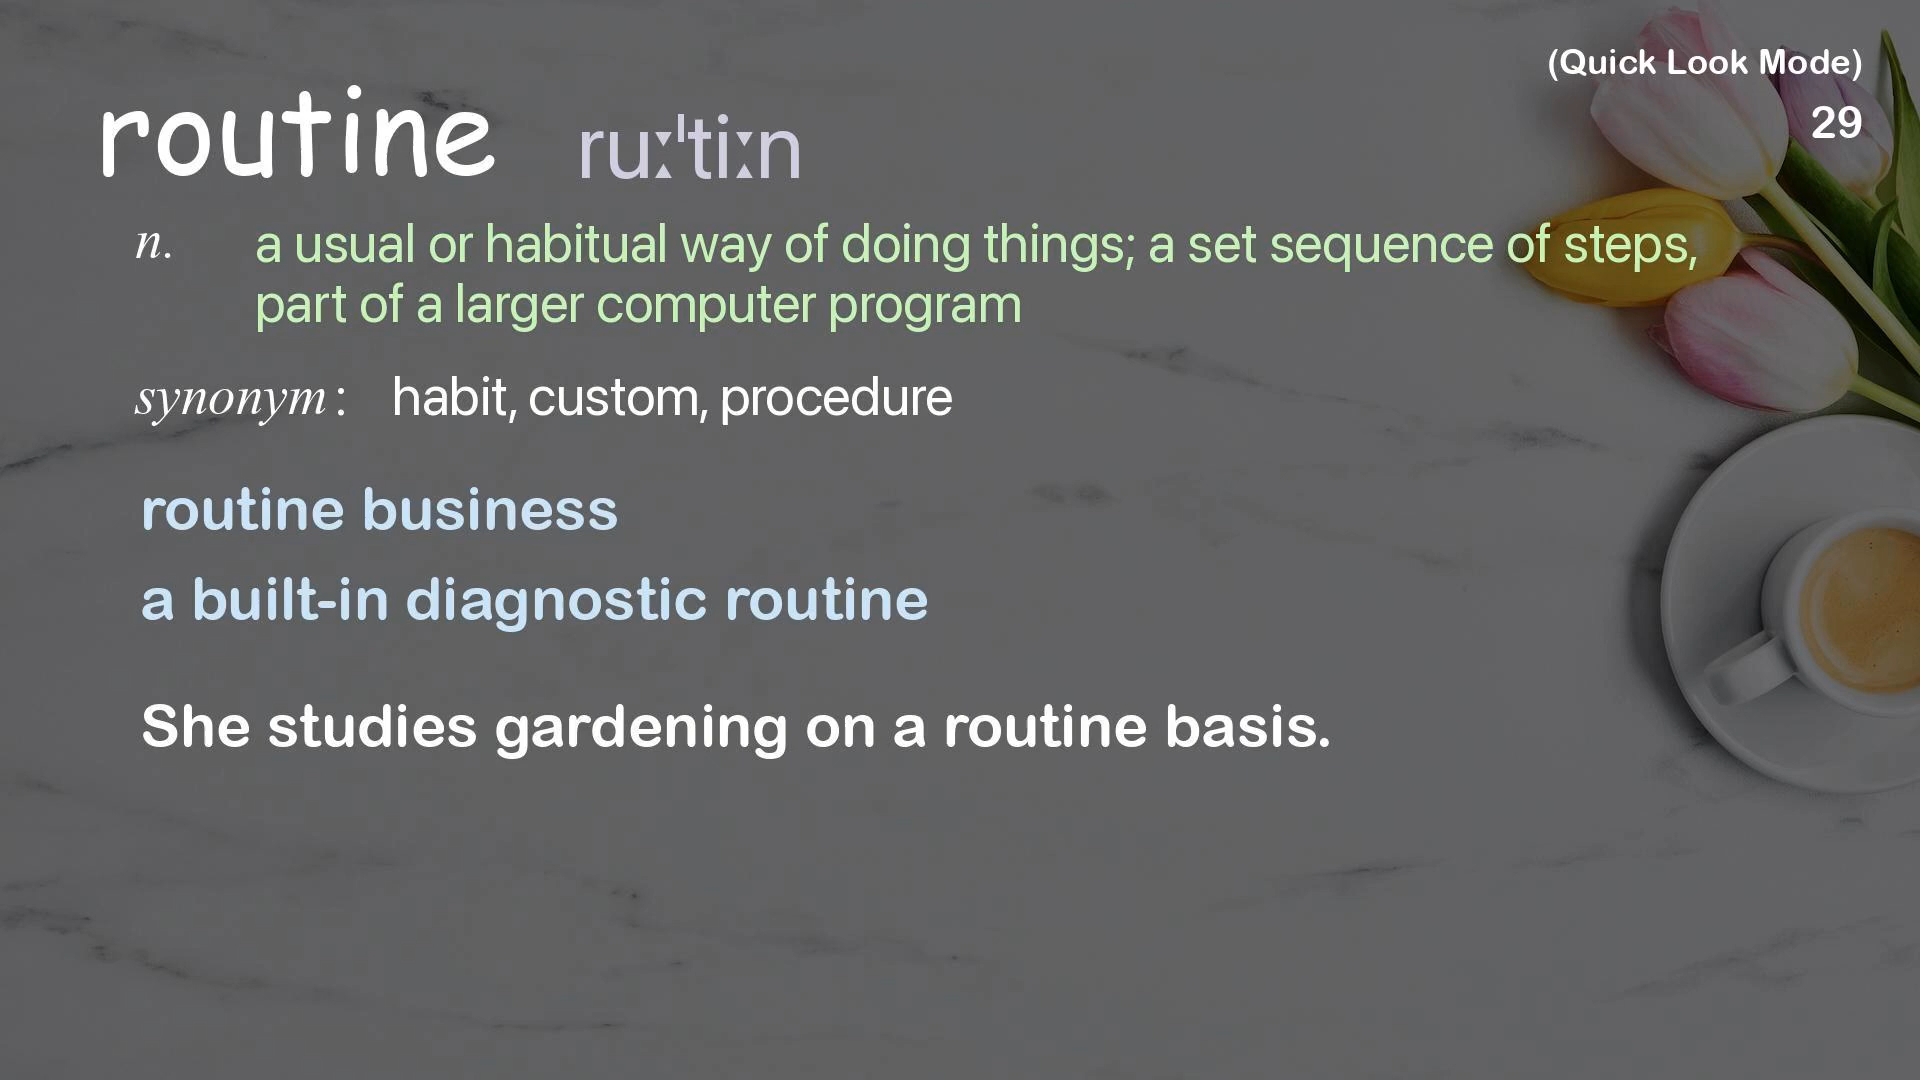 (Quick Look Mode)
29
routine ruːˈtiːn
n. a usual or habitual way of doing things; a set sequence of steps,
part of a larger computer program
synonym: habit, custom, procedure
routine business
a built-in diagnostic routine
She studies gardening on a routine basis.